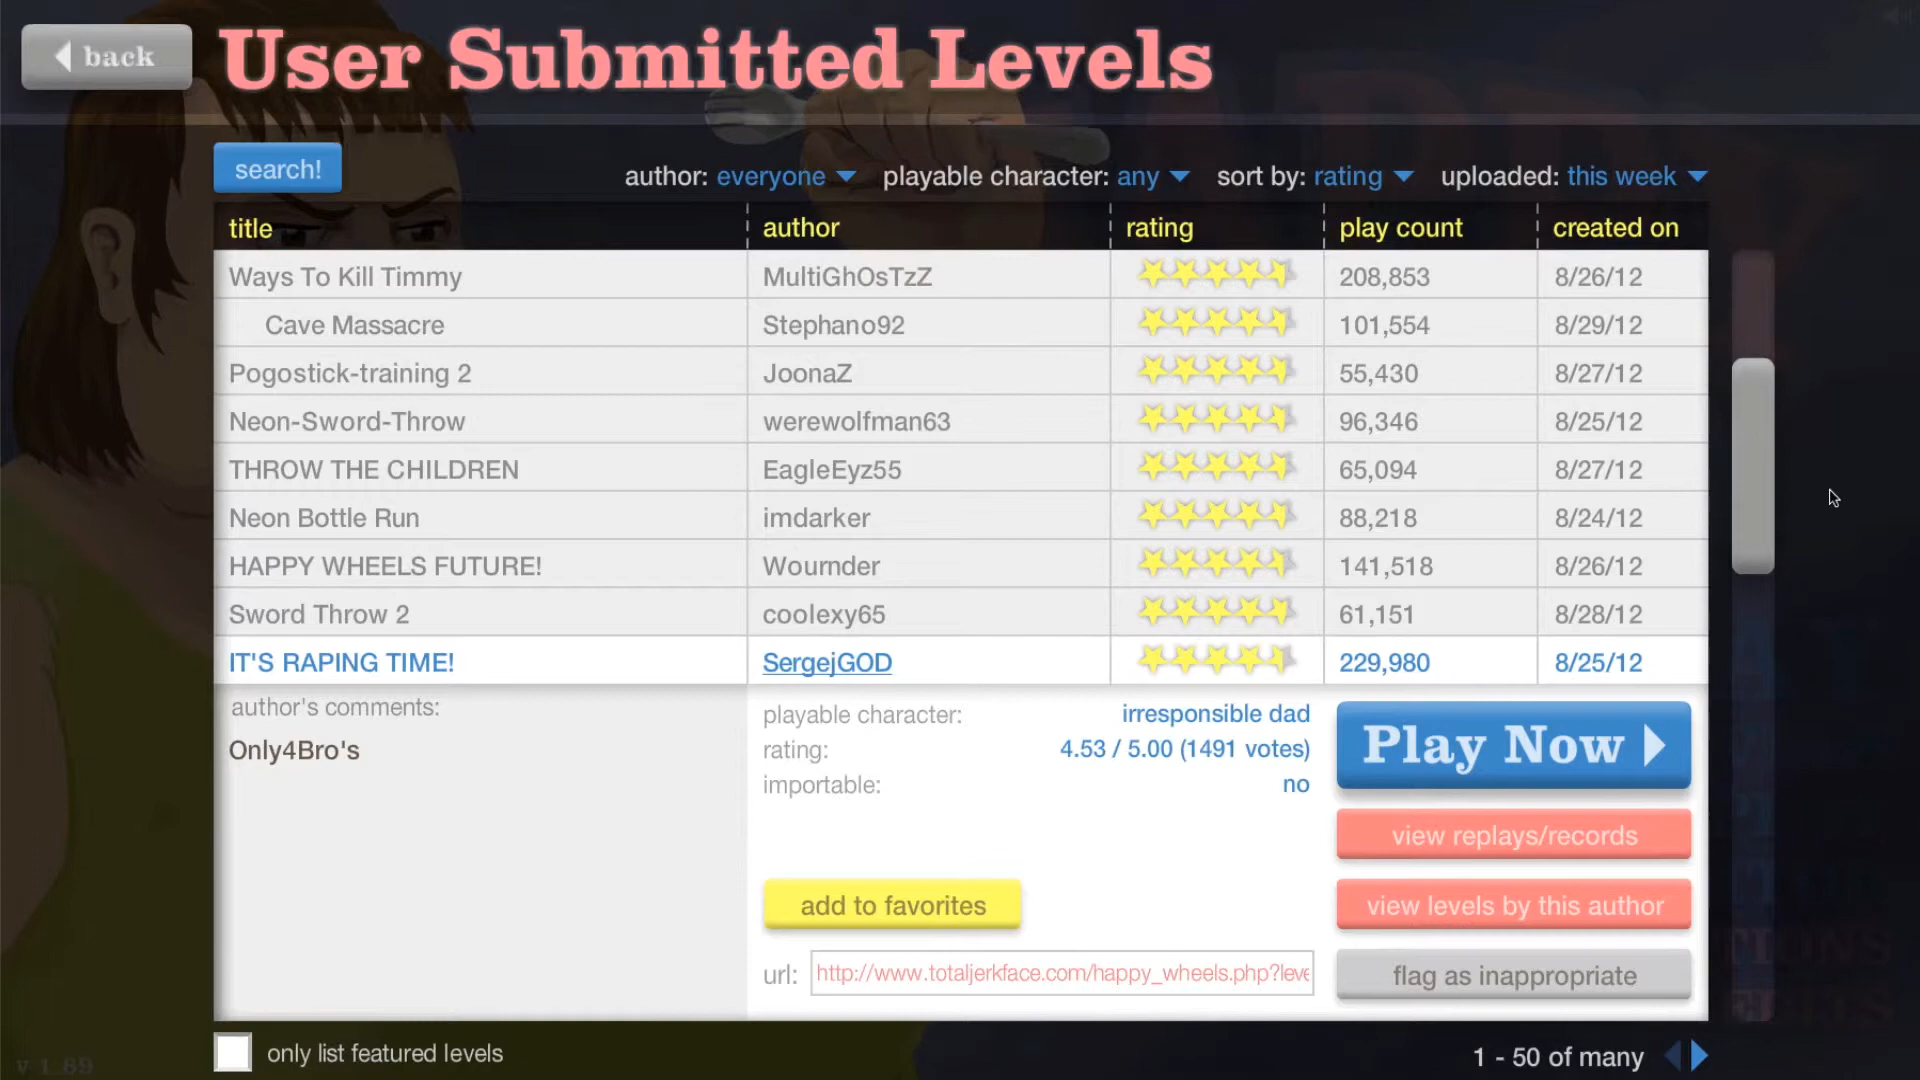 back
User Submitted Levels
search!
author: everyone playable character: any sort by: rating uploaded: this week
title author rating play count created on
Ways To Kill Timmy MultiGhOsTzZ 208,853 8/26/12
Cave Massacre Stephano92 101,554 8/29/12
Pogostick-training 2 JoonaZ 55,430 8/27/12
Neon-Sword-Throw werewolfman63 96,346 8/25/12
THROW THE CHILDREN EagleEyz55 65,094 8/27/12
Neon Bottle Run imdarker 88,218 8/24/12
HAPPY WHEELS FUTURE! Wournder 141,518 8/26/12
Sword Throw 2 coolexy65 61,151 8/28/12
IT'S RAPING TIME! SergejGOD 229,980 8/25/12
author's comments:
Only4Bro's
playable character: irresponsible dad
rating: 4.53 / 5.00 (1491 votes)
importable: no
Play Now
view replays/records
add to favorites
view levels by this author
url: http://www.totaljerkface.com/happy_wheels.php?leve
flag as inappropriate
only list featured levels
1 - 50 of many
v 1.69